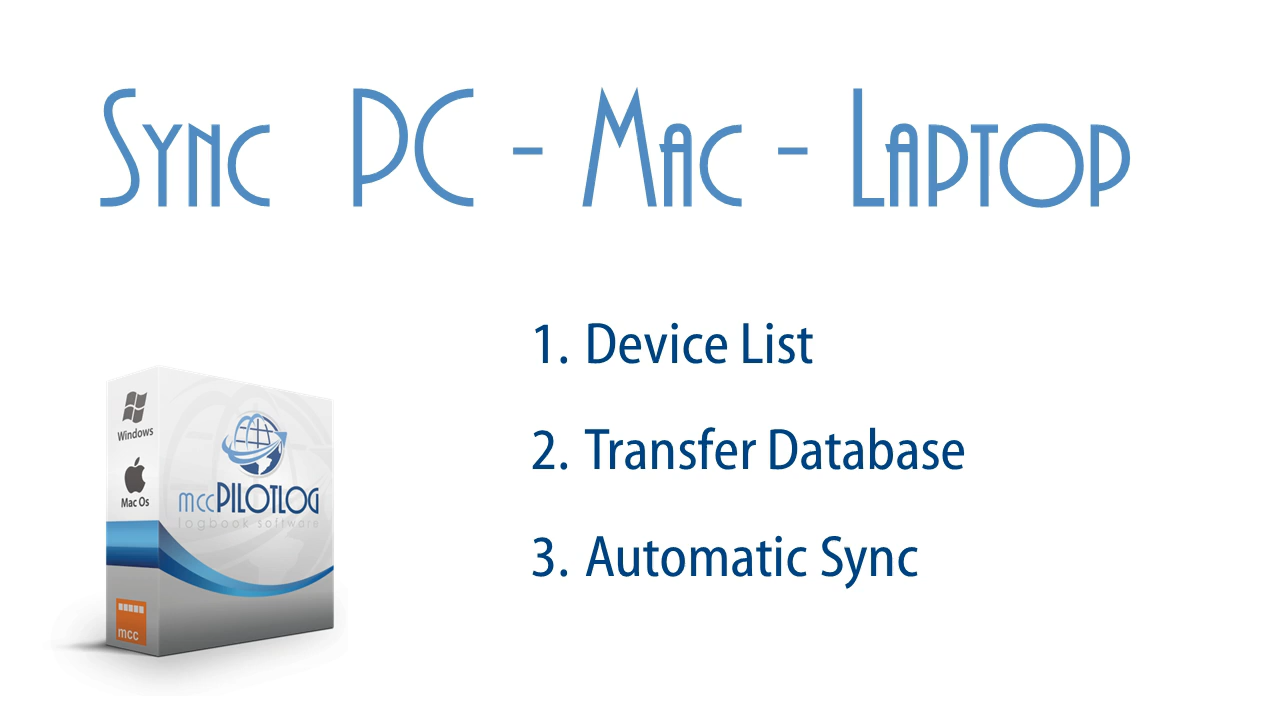 Sync PC - Mac - Laptop
1. Device List
2. Transfer Database
3. Automatic Sync
Windows
Mac Os
mccPILOTLOG
logbook software
mcc